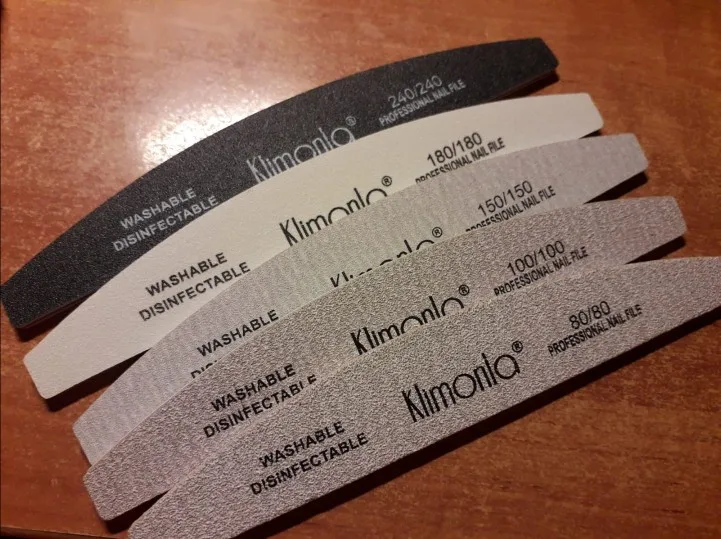 240/240
PROFESSIONAL NAIL FILE
Klimonla®
WASHABLE
DISINFECTABLE
180/180
PROFESSIONAL NAIL FILE
Klimonla®
WASHABLE
DISINFECTABLE
150/150
PROFESSIONAL NAIL FILE
Klimonla®
WASHABLE
100/100
PROFESSIONAL NAIL FILE
Klimonla®
WASHABLE
DISINFECTABLE
80/80
PROFESSIONAL NAIL FILE
Klimonla®
WASHABLE
DISINFECTABLE